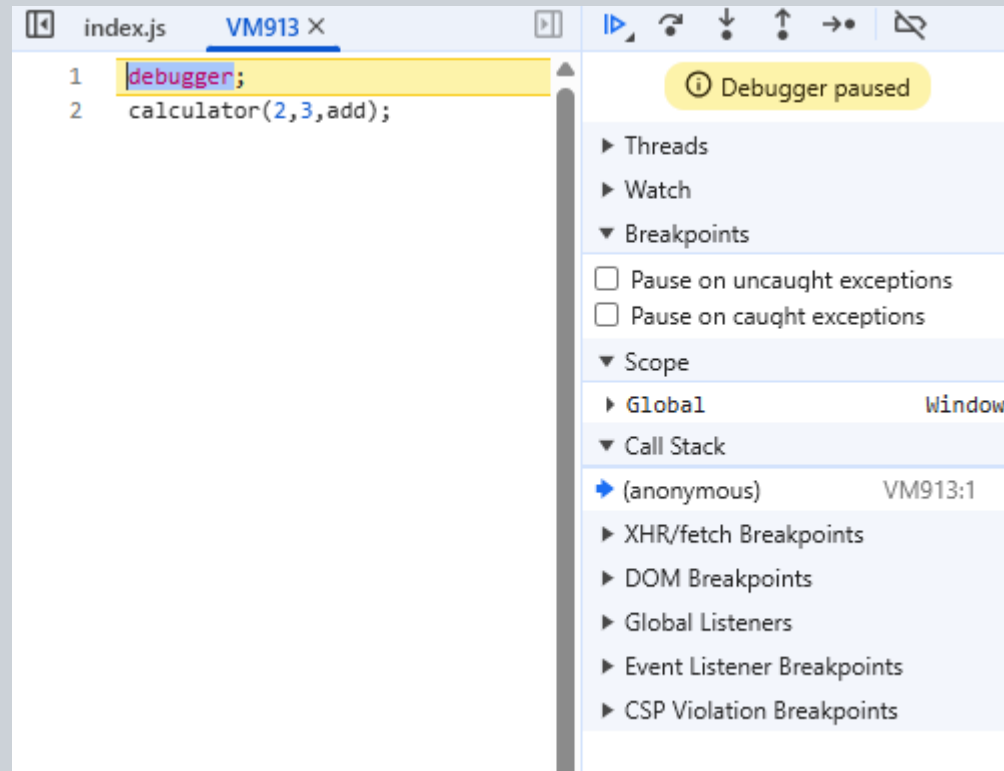 index.js VM913
1 debugger;
2 calculator(2,3,add);
Debugger paused
Threads
Watch
Breakpoints
Pause on uncaught exceptions
Pause on caught exceptions
Scope
Global Window
Call Stack
(anonymous) VM913:1
XHR/fetch Breakpoints
DOM Breakpoints
Global Listeners
Event Listener Breakpoints
CSP Violation Breakpoints